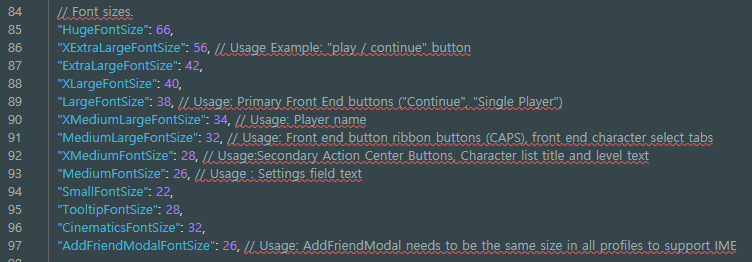 84 // Font sizes.
85 "HugeFontSize": 66,
86 "XExtraLargeFontSize": 56, // Usage Example: "play / continue" button
87 "ExtraLargeFontSize": 42,
88 "XLargeFontSize": 40,
89 "LargeFontSize": 38, // Usage: Primary Front End buttons ("Continue", "Single Player")
90 "XMediumLargeFontSize": 34, // Usage: Player name
91 "MediumLargeFontSize": 32, // Usage: Front end button ribbon buttons (CAPS), front end character select tabs
92 "XMediumFontSize": 28, // Usage:Secondary Action Center Buttons, Character list title and level text
93 "MediumFontSize": 26, // Usage : Settings field text
94 "SmallFontSize": 22,
95 "TooltipFontSize": 28,
96 "CinematicsFontSize": 32,
97 "AddFriendModalFontSize": 26, // Usage: AddFriendModal needs to be the same size in all profiles to support IME